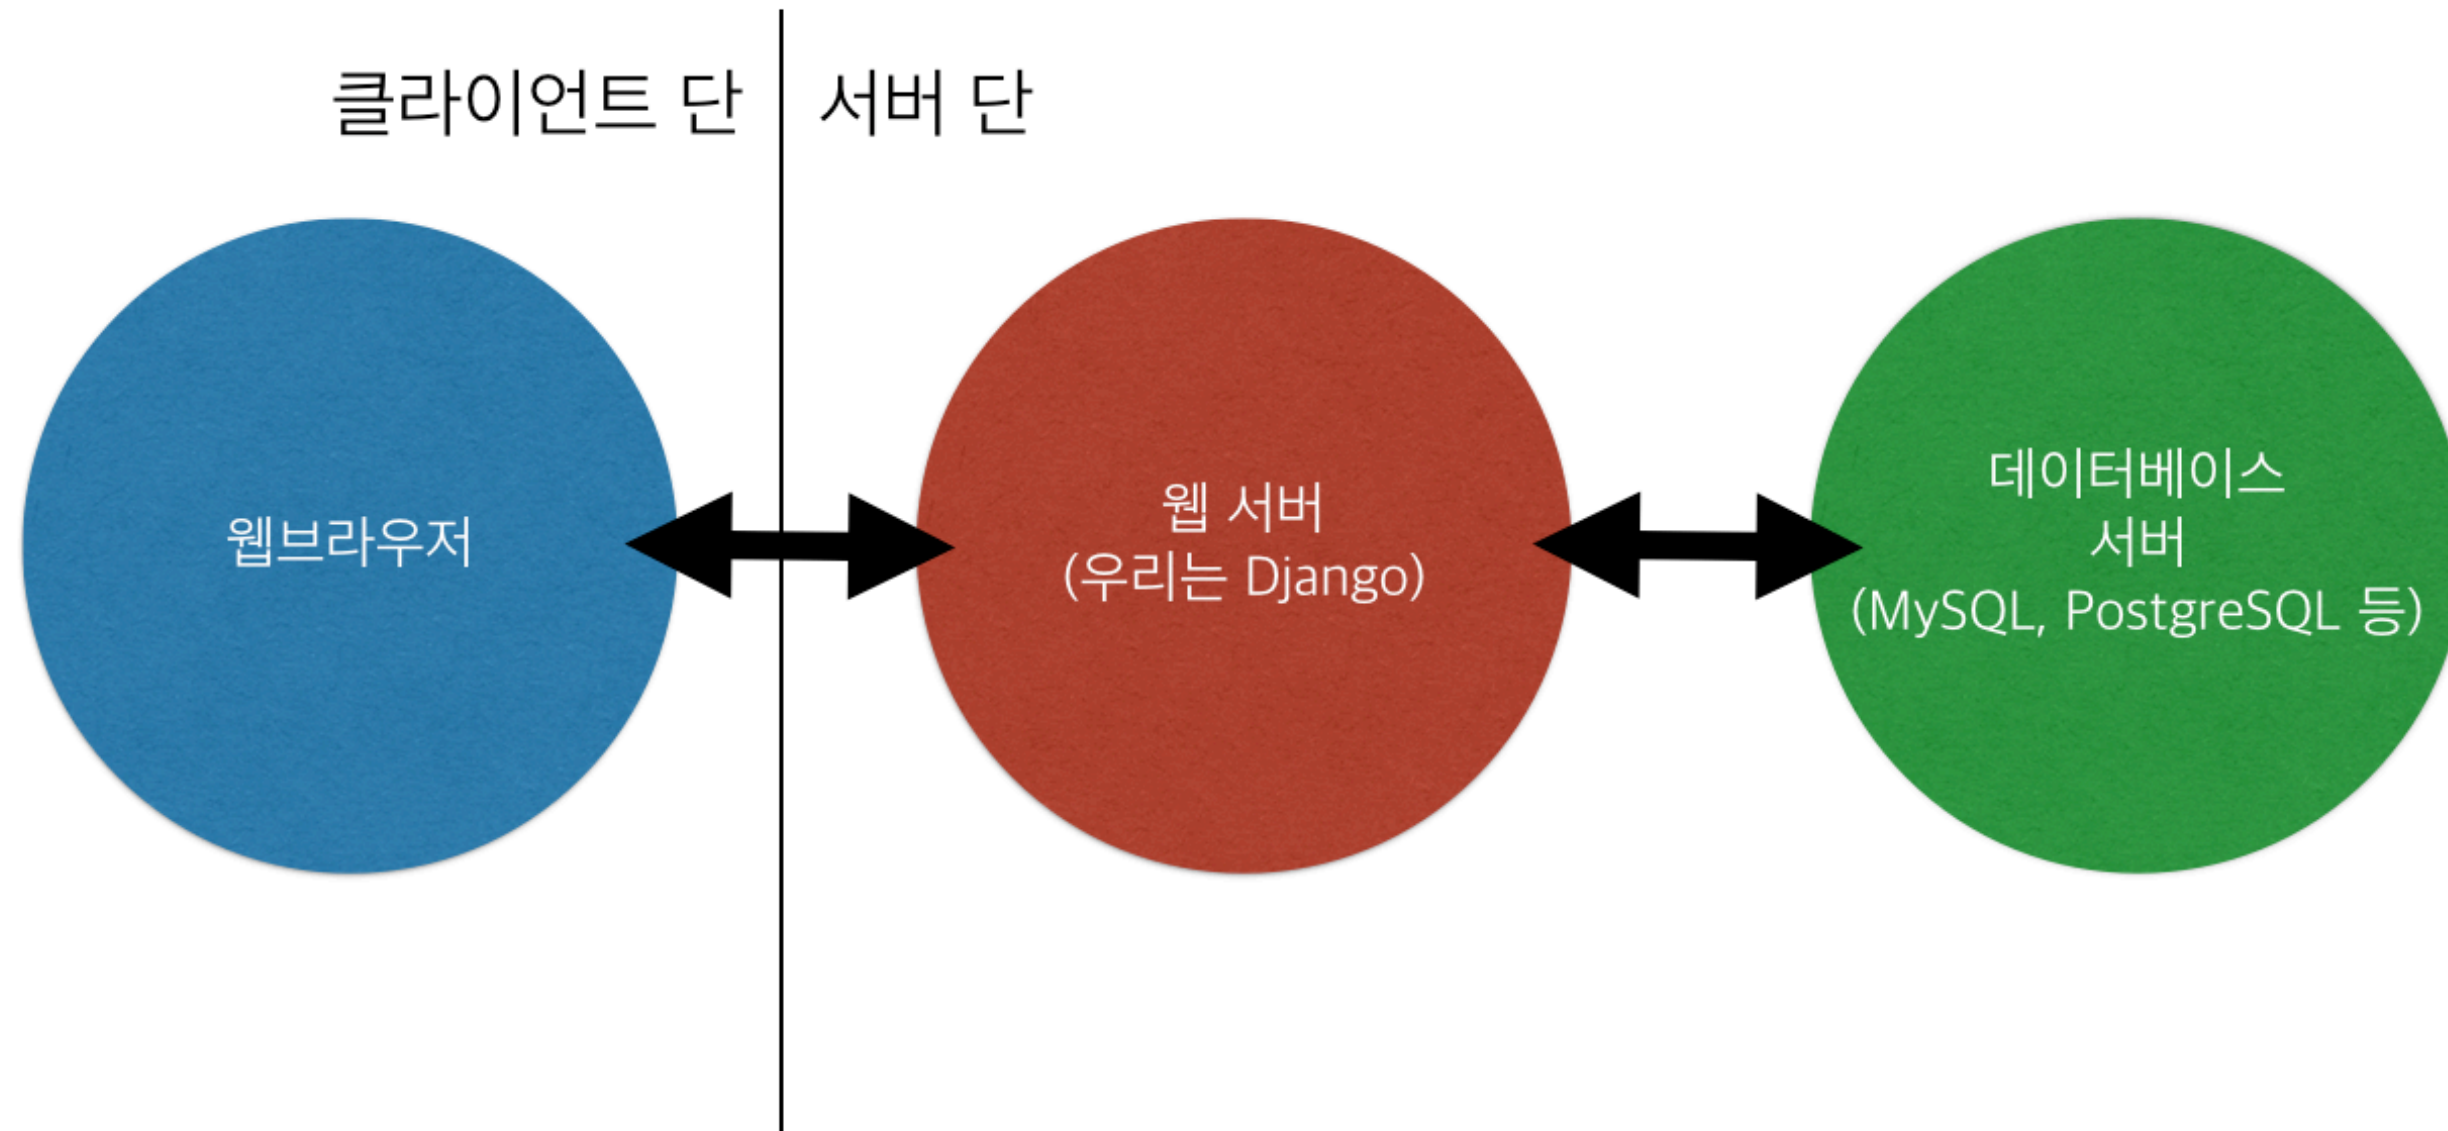 클라이언트 단
서버 단
웹브라우저
웹 서버
(우리는 Django)
데이터베이스
서버
(MySQL, PostgreSQL 등)